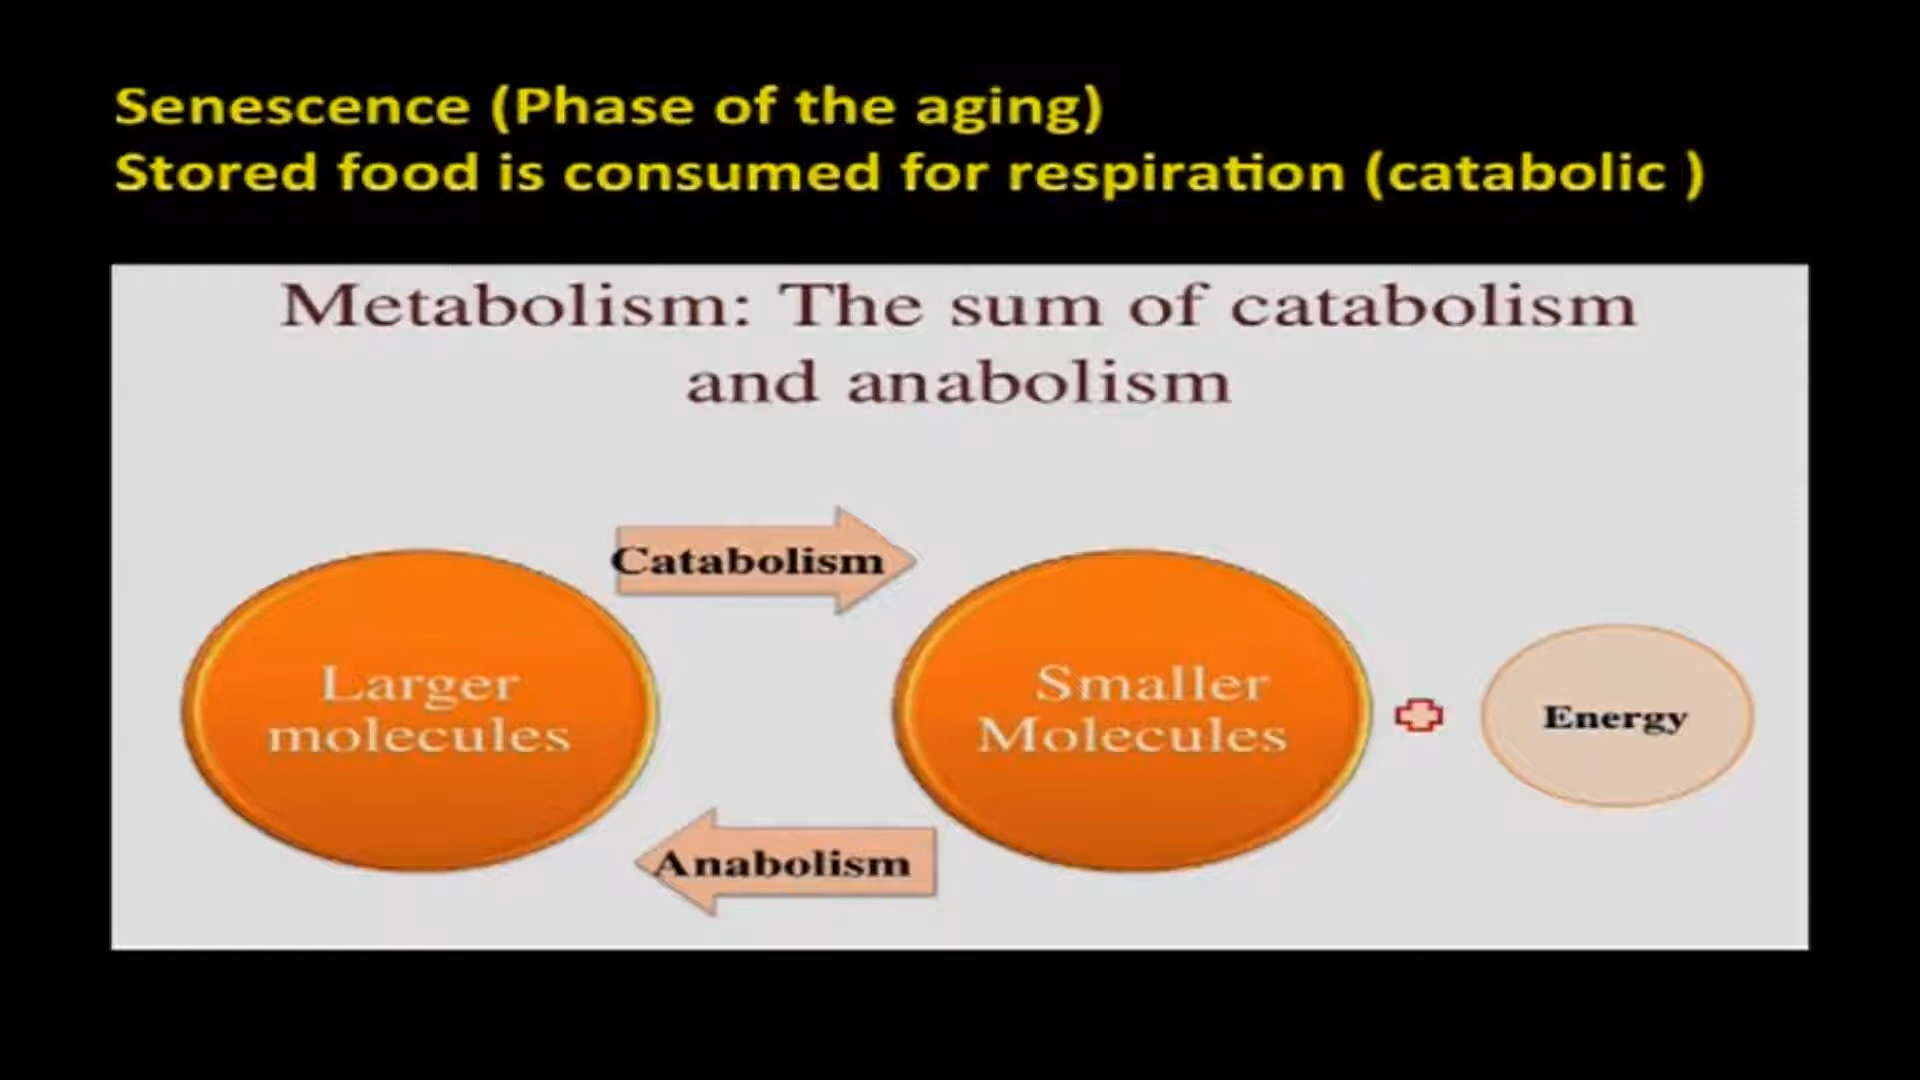 Senescence (Phase of the aging)
Stored food is consumed for respiration (catabolic )
Metabolism: The sum of catabolism
and anabolism
Catabolism
Larger
molecules
Smaller
Molecules
Energy
Anabolism